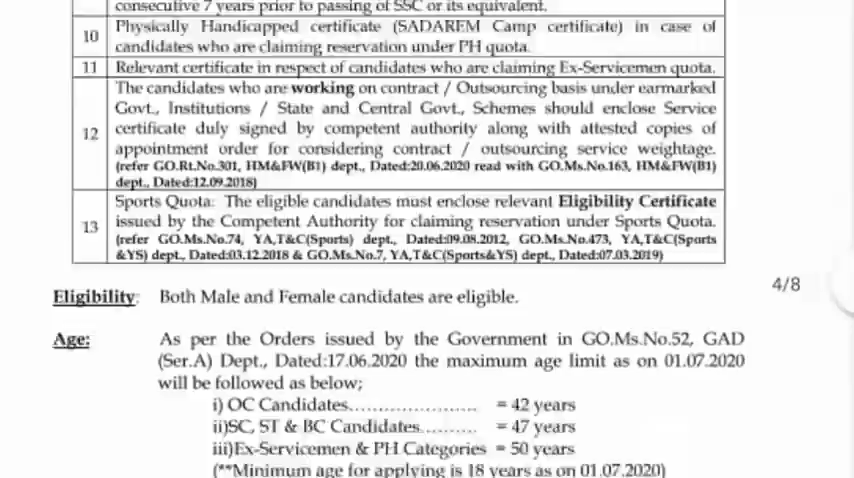 consecutive 7 years prior to passing of SSC or its equivalent.
10 Physically Handicapped certificate (SADAREM Camp certificate) in case of
candidates who are claiming reservation under PH quota.
11 Relevant certificate in respect of candidates who are claiming Ex-Servicemen quota.
The candidates who are working on contract / Outsourcing basis under earmarked
Govt., Institutions / State and Central Govt., Schemes should enclose Service
12 certificate duly signed by competent authority along with attested copies of
appointment order for considering contract / outsourcing service weightage.
(refer GO.Rt.No.301, HM&FW(B1) dept., Dated:20.06.2020 read with GO.Ms.No.163, HM&FW(B1)
dept., Dated:12.09.2018)
Sports Quota: The eligible candidates must enclose relevant Eligibility Certificate
13 issued by the Competent Authority for claiming reservation under Sports Quota.
(refer GO.Ms.No.74, YA,T&C(Sports) dept., Dated:09.08.2012, GO.Ms.No.473, YA,T&C(Sports
&YS) dept., Dated:03.12.2018 & GO.Ms.No.7, YA,T&C(Sports&YS) dept., Dated:07.03.2019)
4/8
Eligibility: Both Male and Female candidates are eligible.
Age: As per the Orders issued by the Government in GO.Ms.No.52, GAD
(Ser.A) Dept., Dated:17.06.2020 the maximum age limit as on 01.07.2020
will be followed as below;
i) OC Candidates...................... = 42 years
ii)SC, ST & BC Candidates.......... = 47 years
iii)Ex-Servicemen & PH Categories = 50 years
(**Minimum age for applying is 18 years as on 01.07.2020)